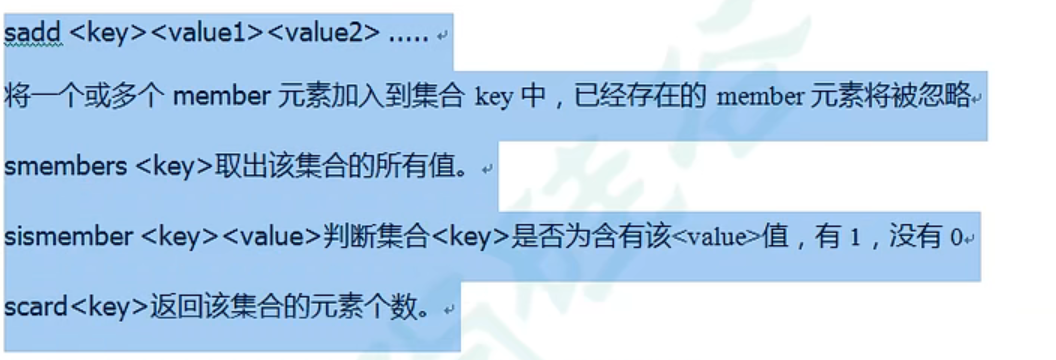 sadd <key><value1><value2> .....
将一个或多个 member 元素加入到集合 key 中，已经存在的 member 元素将被忽略
smembers <key>取出该集合的所有值。
sismember <key><value>判断集合<key>是否为含有该<value>值，有 1，没有 0
scard<key>返回该集合的元素个数。